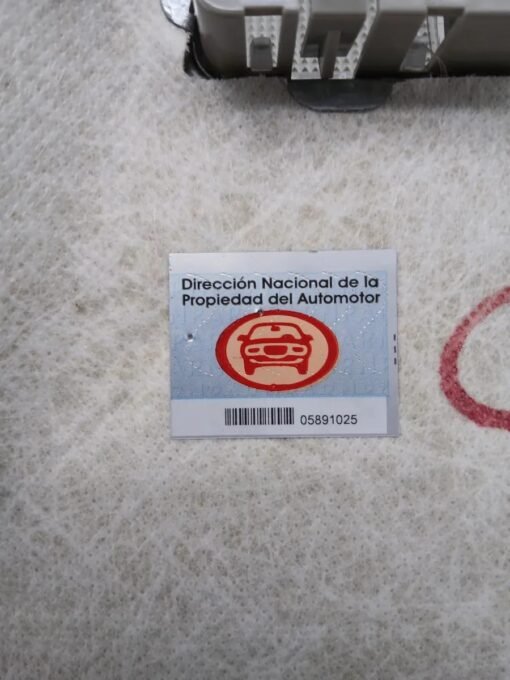 Dirección Nacional de la
Propiedad del Automotor
05891025